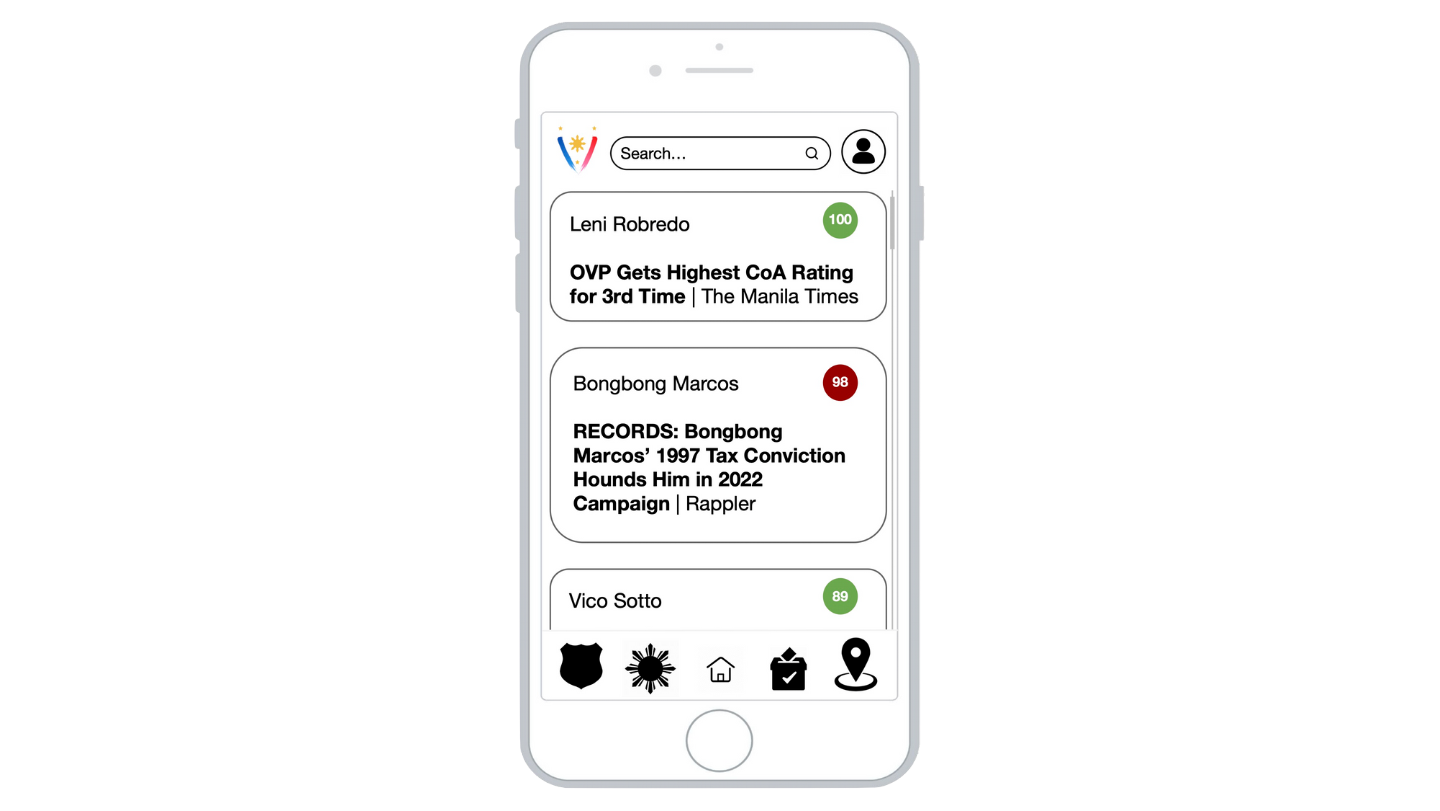 Search...
Leni Robredo
100
OVP Gets Highest CoA Rating
for 3rd Time | The Manila Times
Bongbong Marcos
98
RECORDS: Bongbong
Marcos’ 1997 Tax Conviction
Hounds Him in 2022
Campaign | Rappler
Vico Sotto
89